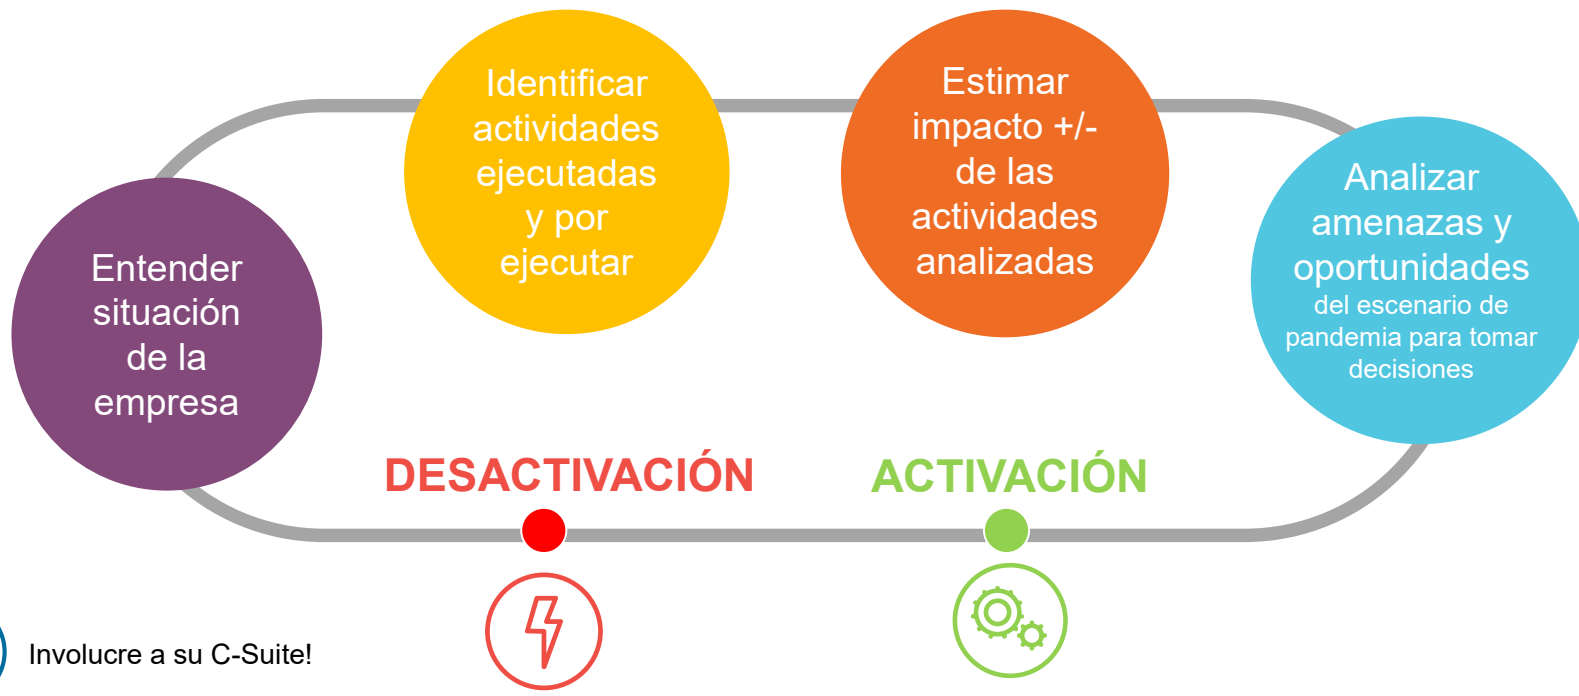 Entender
situación
de la
empresa
Identificar
actividades
ejecutadas
y por
ejecutar
Estimar
impacto +/-
de las
actividades
analizadas
Analizar
amenazas y
oportunidades
del escenario de
pandemia para tomar
decisiones
DESACTIVACIÓN
ACTIVACIÓN
Involucre a su C-Suite!